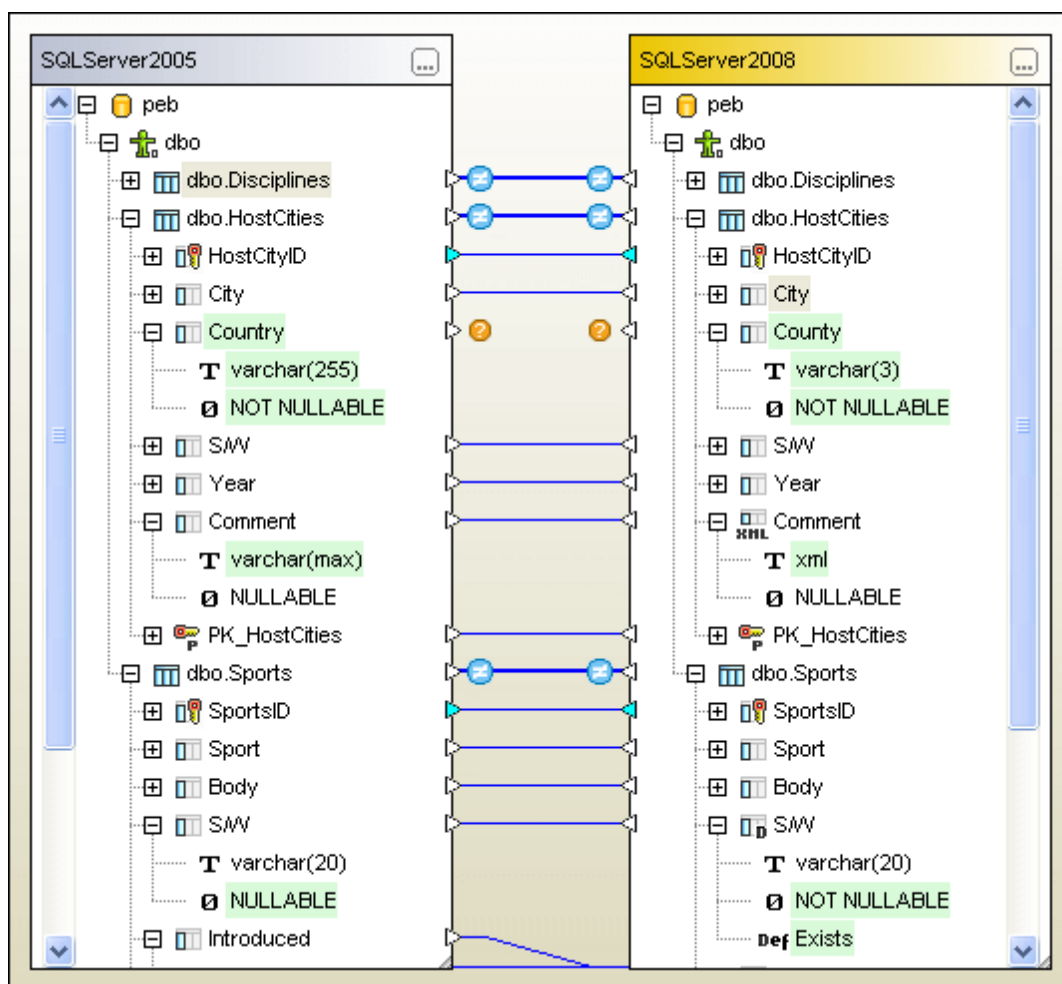 SQLServer2005
...
peb
dbo
dbo.Disciplines
dbo.HostCities
HostCityID
City
Country
T varchar(255)
NOT NULLABLE
S/W
Year
Comment
T varchar(max)
NULLABLE
P PK_HostCities
dbo.Sports
SportsID
Sport
Body
S/W
T varchar(20)
NULLABLE
Introduced
≠ ≠
≠ ≠
? ?
≠ ≠
SQLServer2008
...
peb
dbo
dbo.Disciplines
dbo.HostCities
HostCityID
City
County
T varchar(3)
NOT NULLABLE
S/W
Year
XML Comment
T xml
NULLABLE
P PK_HostCities
dbo.Sports
SportsID
Sport
Body
D S/W
T varchar(20)
NOT NULLABLE
Def Exists